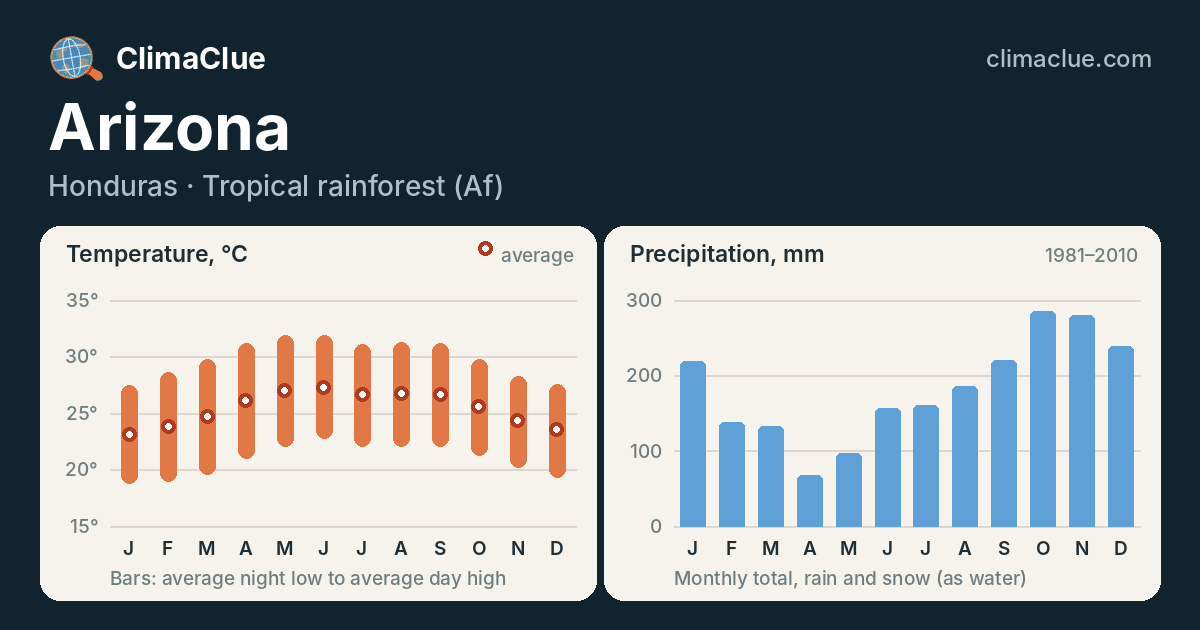 ClimaClue
climaclue.com
Arizona
Honduras · Tropical rainforest (Af)
Temperature, °C
average
35°
30°
25°
20°
15°
J F M A M J J A S O N D
Bars: average night low to average day high
Precipitation, mm
1981–2010
300
200
100
0
J F M A M J J A S O N D
Monthly total, rain and snow (as water)